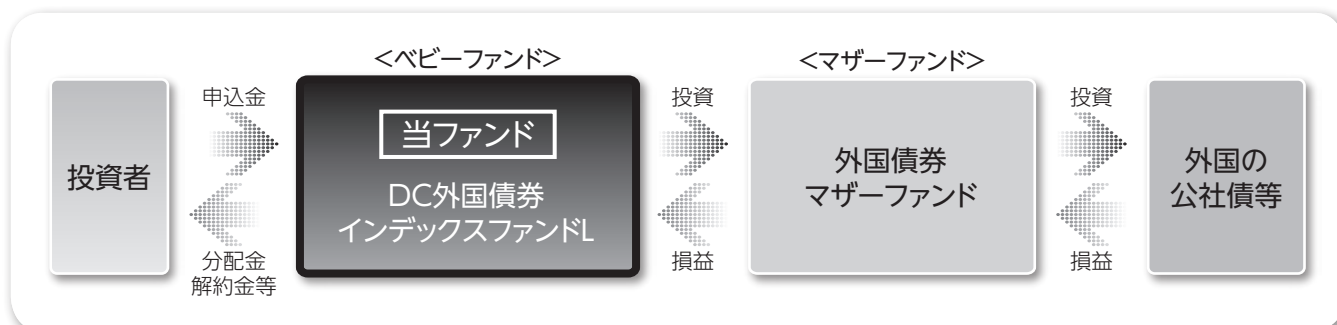 <ベビーファンド>
<マザーファンド>
投資者
申込金
分配金
解約金等
当ファンド
DC外国債券
インデックスファンドL
投資
損益
外国債券
マザーファンド
投資
損益
外国の
公社債等